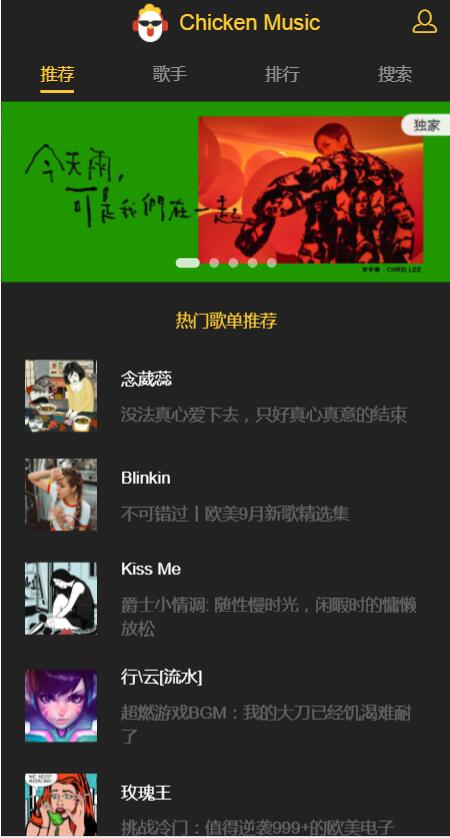 Chicken Music
推荐 歌手 排行 搜索
独家
今天雨，
可是我們在一起
李宇春·CHRIS LEE
热门歌单推荐
念葳蕊
没法真心爱下去，只好真心真意的结束
Blinkin
不可错过丨欧美9月新歌精选集
Kiss Me
爵士小情调: 随性慢时光，闲暇时的慵懒
放松
行\云[流水]
超燃游戏BGM：我的大刀已经饥渴难耐
了
玫瑰王
挑战冷门：值得逆袭999+的欧美电子